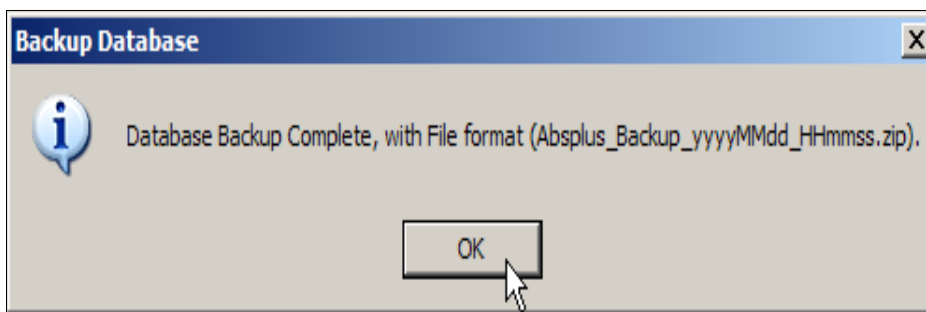 Backup Database
Database Backup Complete, with File format (Absplus_Backup_yyyyMMdd_HHmmss.zip).
OK